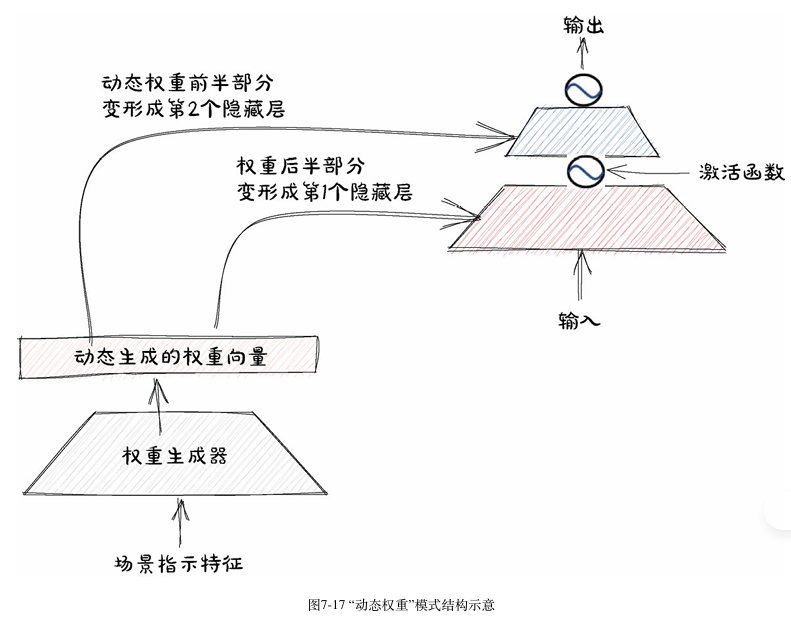 输出
动态权重前半部分
变形成第2个隐藏层
权重后半部分
变形成第1个隐藏层
激活函数
输入
动态生成的权重向量
权重生成器
场景指示特征
图7-17 “动态权重”模式结构示意